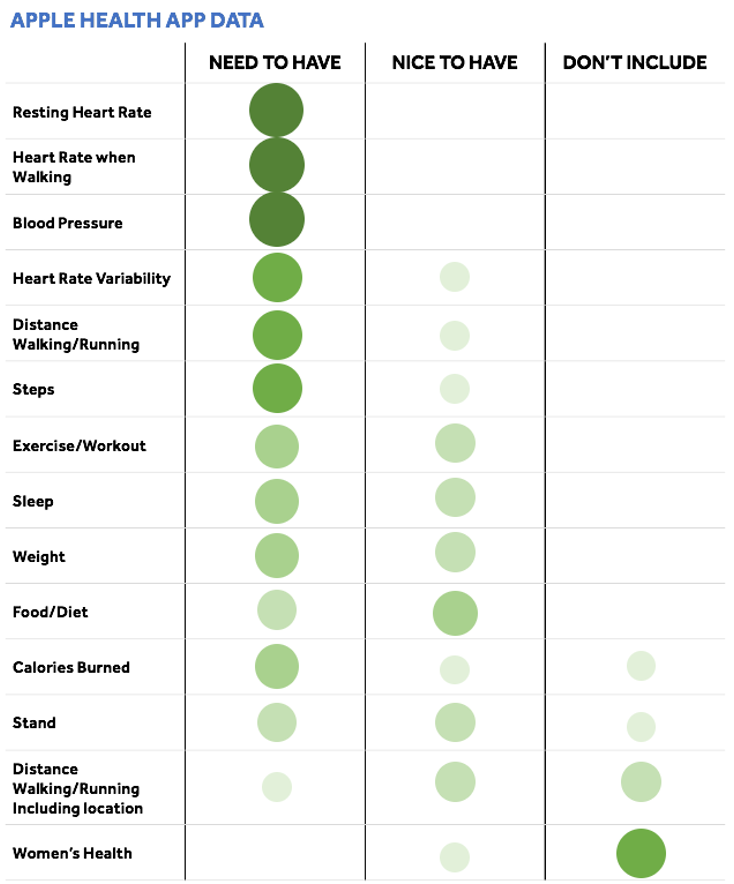 APPLE HEALTH APP DATA
NEED TO HAVE NICE TO HAVE DON'T INCLUDE
Resting Heart Rate
Heart Rate when
Walking
Blood Pressure
Heart Rate Variability
Distance
Walking/Running
Steps
Exercise/Workout
Sleep
Weight
Food/Diet
Calories Burned
Stand
Distance
Walking/Running
Including location
Women's Health